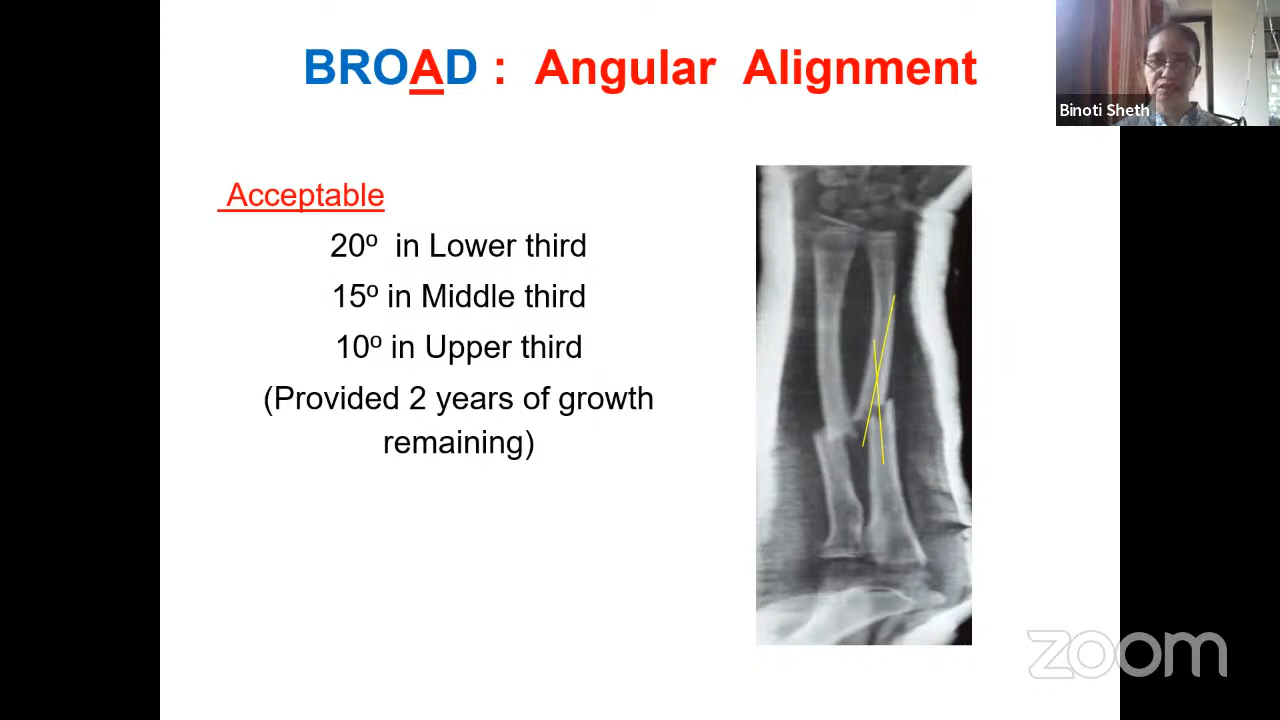 BROAD : Angular Alignment
Binoti Sheth
Acceptable
20º in Lower third
15º in Middle third
10º in Upper third
(Provided 2 years of growth
remaining)
zoom